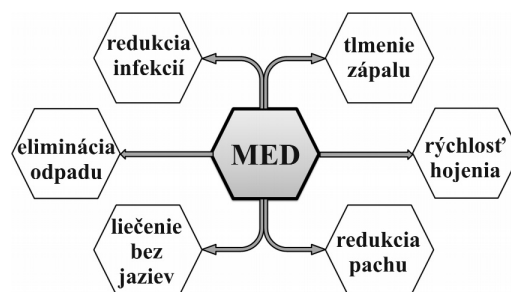 redukcia
infekcií
tlmenie
zápalu
eliminácia
odpadu
MED
rýchlosť
hojenia
liečenie
bez
jaziev
redukcia
pachu